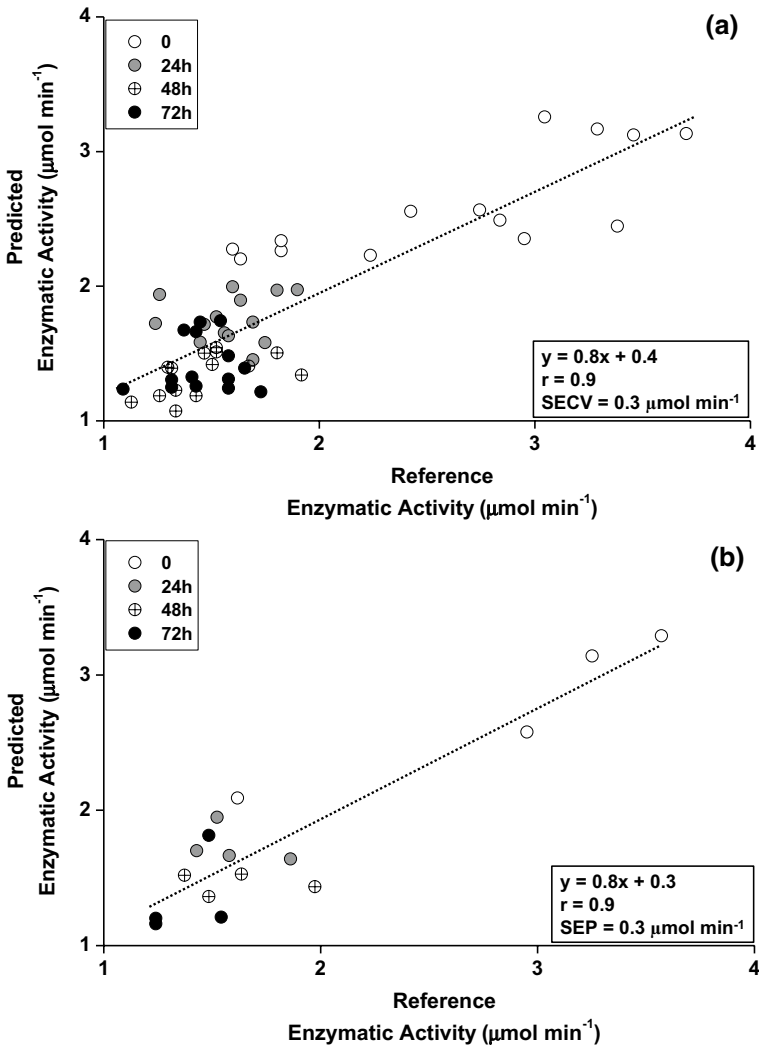 (a)
4
3
2
1
0
24h
48h
72h
Predicted
Enzymatic Activity (μmol min⁻¹)
y = 0.8x + 0.4
r = 0.9
SECV = 0.3 μmol min⁻¹
1
2
3
4
Reference
Enzymatic Activity (μmol min⁻¹)
(b)
4
3
2
1
0
24h
48h
72h
Predicted
Enzymatic Activity (μmol min⁻¹)
y = 0.8x + 0.3
r = 0.9
SEP = 0.3 μmol min⁻¹
1
2
3
4
Reference
Enzymatic Activity (μmol min⁻¹)